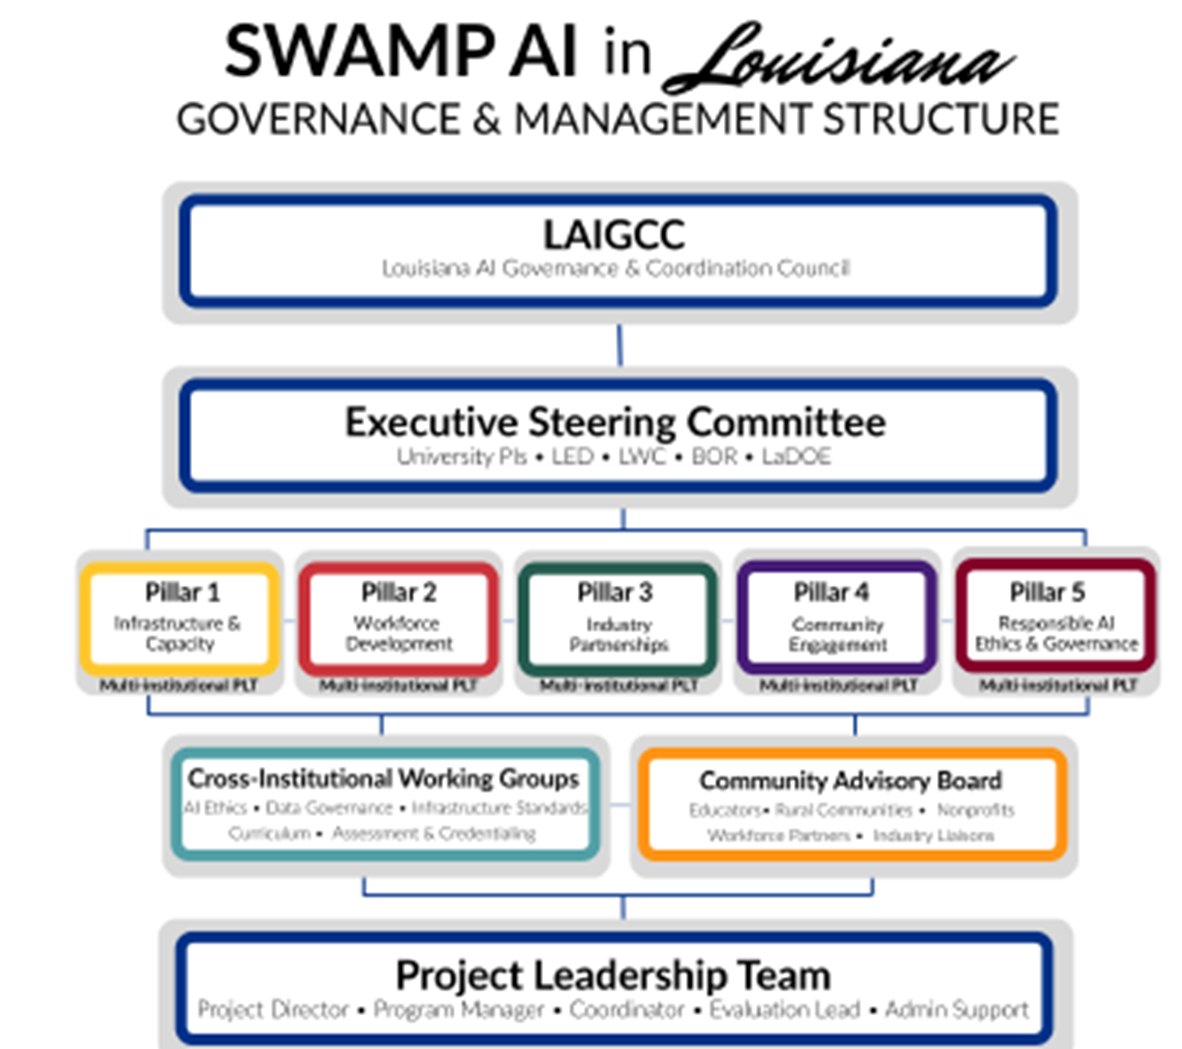 SWAMP AI in Louisiana
GOVERNANCE & MANAGEMENT STRUCTURE
LAIGCC
Louisiana AI Governance & Coordination Council
Executive Steering Committee
University PIs • LED • LWC • BOR • LaDOE
Pillar 1
Infrastructure &
Capacity
Multi-institutional PLT
Pillar 2
Workforce
Development
Multi-institutional PLT
Pillar 3
Industry
Partnerships
Multi-institutional PLT
Pillar 4
Community
Engagement
Multi-institutional PLT
Pillar 5
Responsible AI
Ethics & Governance
Multi-institutional PLT
Cross-Institutional Working Groups
AI Ethics • Data Governance • Infrastructure Standards
Curriculum • Assessment & Credentialing
Community Advisory Board
Educators• Rural Communities • Nonprofits
Workforce Partners • Industry Liaisons
Project Leadership Team
Project Director • Program Manager • Coordinator • Evaluation Lead • Admin Support